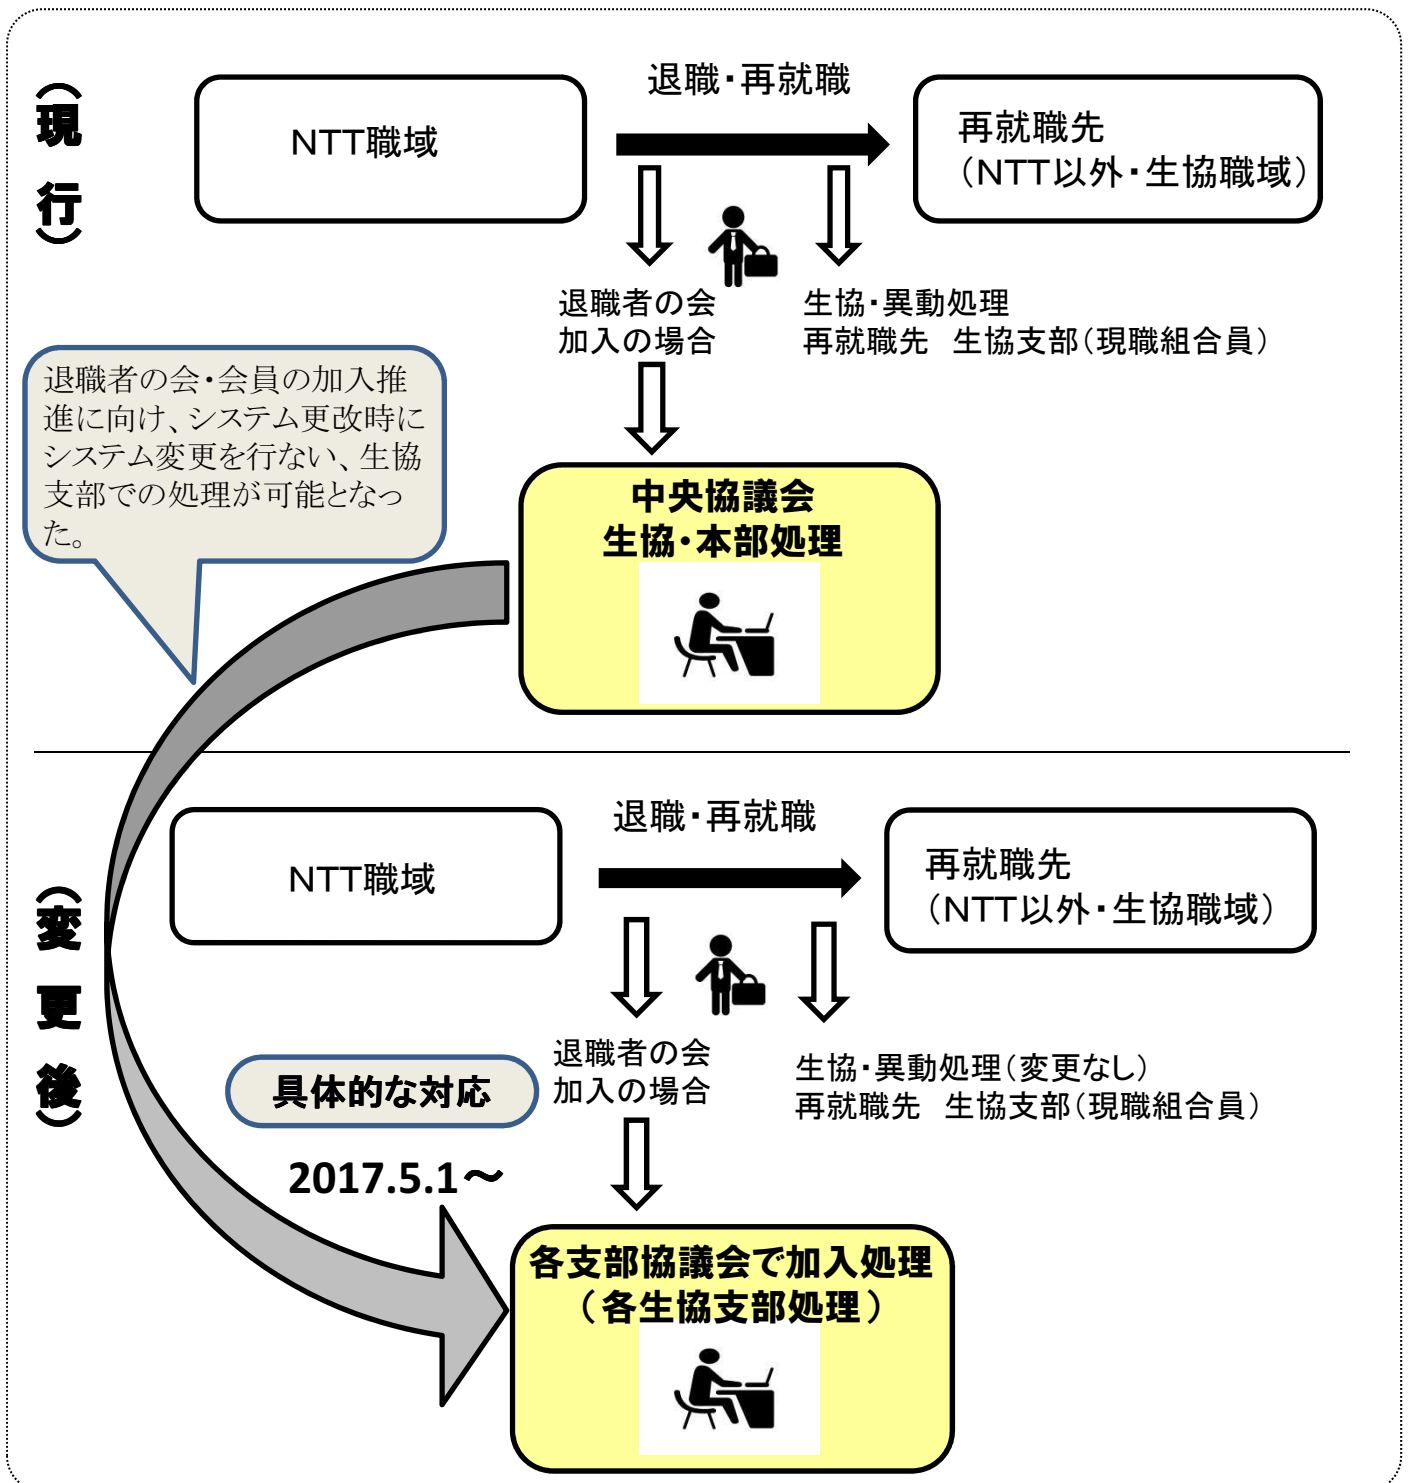 (現行)
退職・再就職
NTT職域
再就職先
(NTT以外・生協職域)
退職者の会
加入の場合
生協・異動処理
再就職先 生協支部(現職組合員)
退職者の会・会員の加入推
進に向け、システム更改時に
システム変更を行ない、生協
支部での処理が可能となっ
た。
中央協議会
生協・本部処理
(変更後)
退職・再就職
NTT職域
再就職先
(NTT以外・生協職域)
退職者の会
加入の場合
生協・異動処理(変更なし)
再就職先 生協支部(現職組合員)
具体的な対応
2017.5.1～
各支部協議会で加入処理
(各生協支部処理)